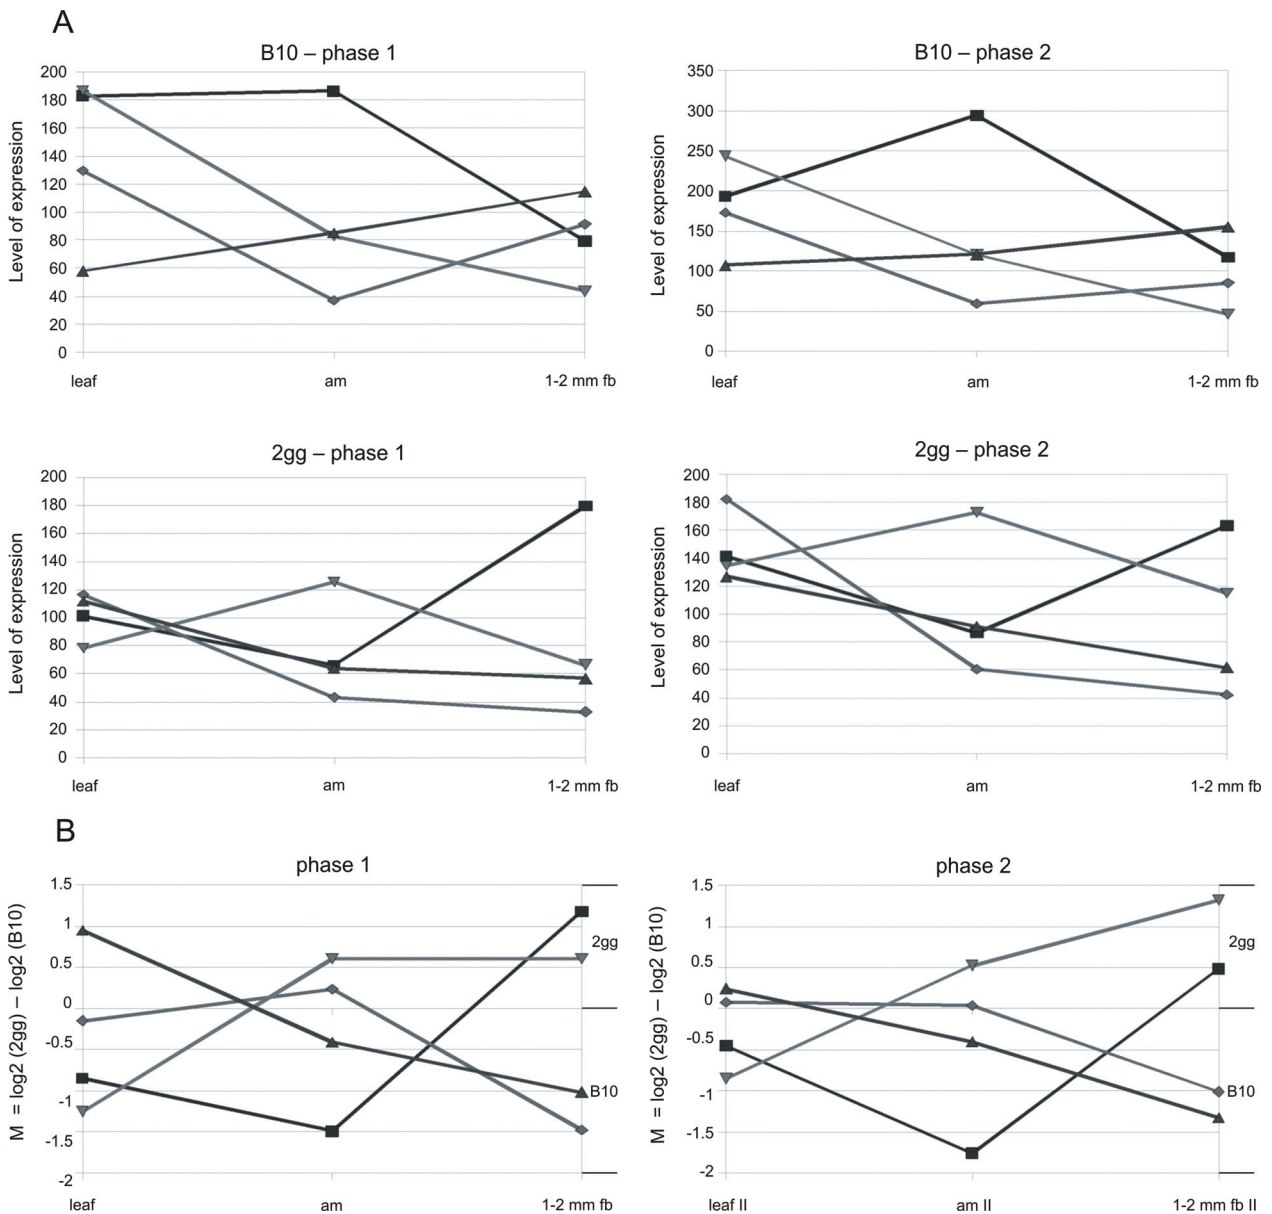 A
B10 – phase 1
Level of expression
200
180
160
140
120
100
80
60
40
20
0
leaf am 1-2 mm fb
B10 – phase 2
Level of expression
350
300
250
200
150
100
50
0
leaf am 1-2 mm fb
2gg – phase 1
Level of expression
200
180
160
140
120
100
80
60
40
20
0
leaf am 1-2 mm fb
2gg – phase 2
Level of expression
200
180
160
140
120
100
80
60
40
20
0
leaf am 1-2 mm fb
B
phase 1
M = log2 (2gg) – log2 (B10)
1.5
1
0.5
0
-0.5
-1
-1.5
-2
2gg
B10
leaf am 1-2 mm fb
phase 2
M = log2 (2gg) – log2 (B10)
1.5
1
0.5
0
-0.5
-1
-1.5
-2
2gg
B10
leaf II am II 1-2 mm fb II